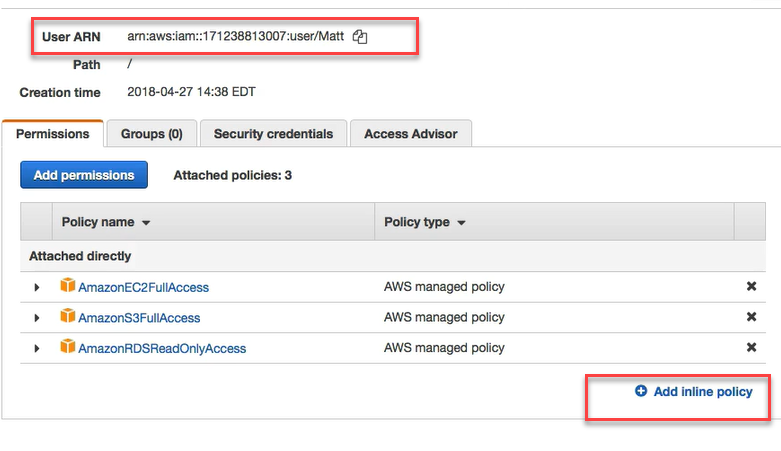 User ARN arn:aws:iam::171238813007:user/Matt
Path /
Creation time 2018-04-27 14:38 EDT
Permissions Groups (0) Security credentials Access Advisor
Add permissions Attached policies: 3
Policy name Policy type
Attached directly
AmazonEC2FullAccess AWS managed policy
AmazonS3FullAccess AWS managed policy
AmazonRDSReadOnlyAccess AWS managed policy
Add inline policy